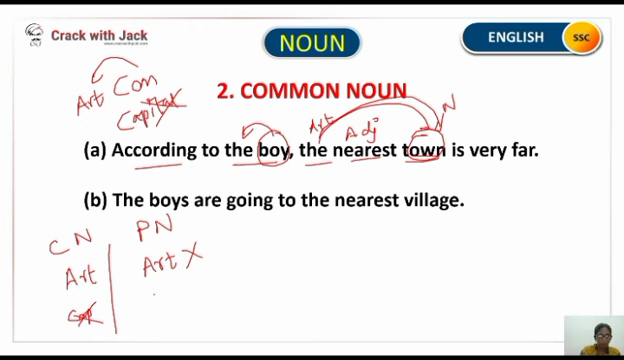 Crack with Jack
NOUN
ENGLISH
SSC
2. COMMON NOUN
Art Com
Capital
Art
Adj
N
(a) According to the boy, the nearest town is very far.
(b) The boys are going to the nearest village.
CN
PN
Art
Art X